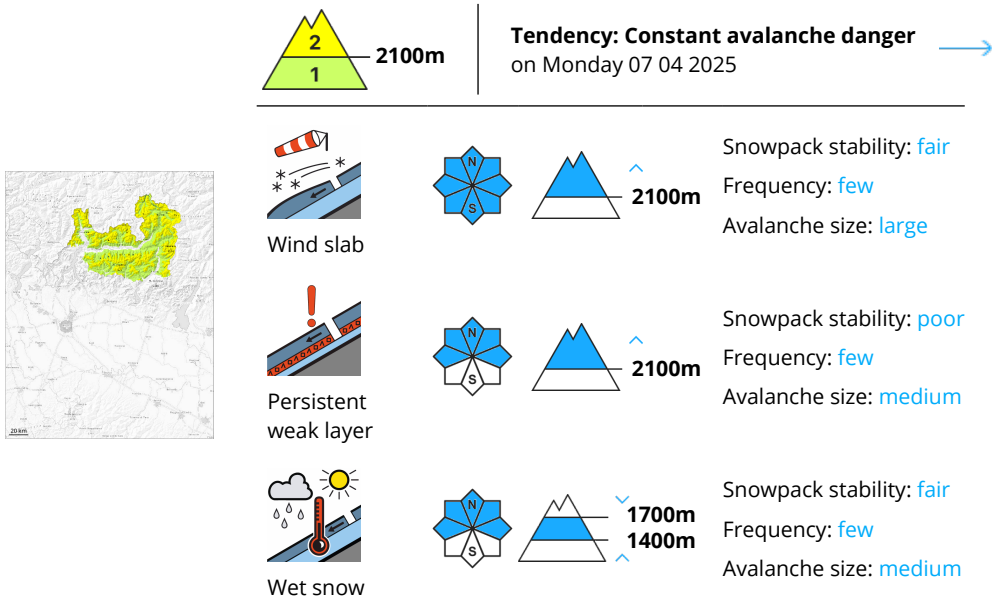 2
1
2100m
Tendency: Constant avalanche danger
on Monday 07 04 2025
N
S
2100m
Wind slab
Snowpack stability: fair
Frequency: few
Avalanche size: large
N
S
2100m
Persistent
weak layer
Snowpack stability: poor
Frequency: few
Avalanche size: medium
N
S
1700m
1400m
Wet snow
Snowpack stability: fair
Frequency: few
Avalanche size: medium
20 km